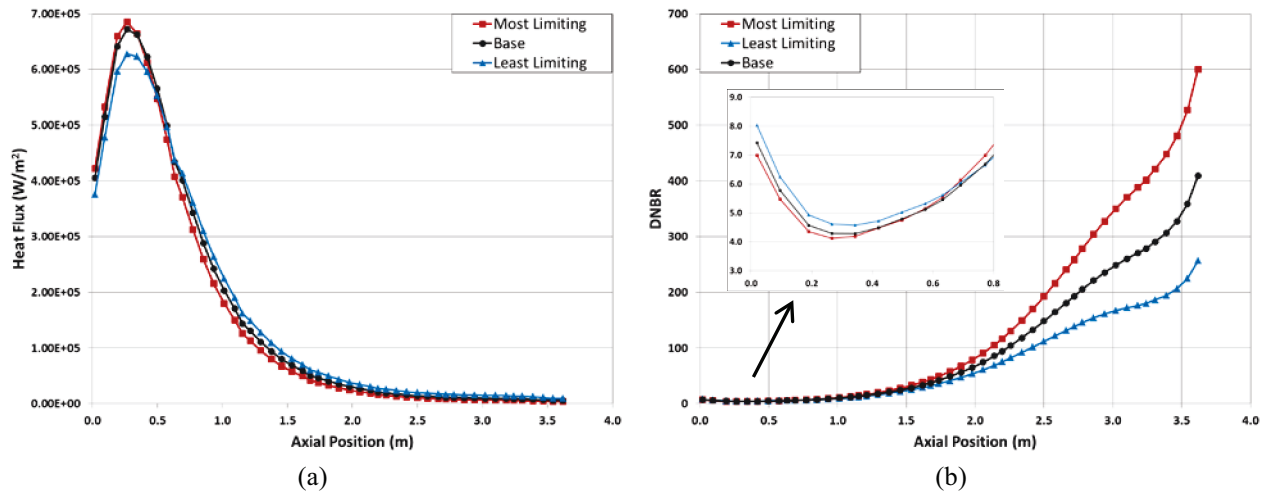 7.00E+05
6.00E+05
5.00E+05
4.00E+05
3.00E+05
2.00E+05
1.00E+05
0.00E+00
Heat Flux (W/m²)
0.0 0.5 1.0 1.5 2.0 2.5 3.0 3.5 4.0
Axial Position (m)
Most Limiting
Base
Least Limiting
(a)
700
600
500
400
300
200
100
0
DNBR
0.0 0.5 1.0 1.5 2.0 2.5 3.0 3.5 4.0
Axial Position (m)
Most Limiting
Least Limiting
Base
9.0
8.0
7.0
6.0
5.0
4.0
3.0
0.0 0.2 0.4 0.6 0.8
(b)